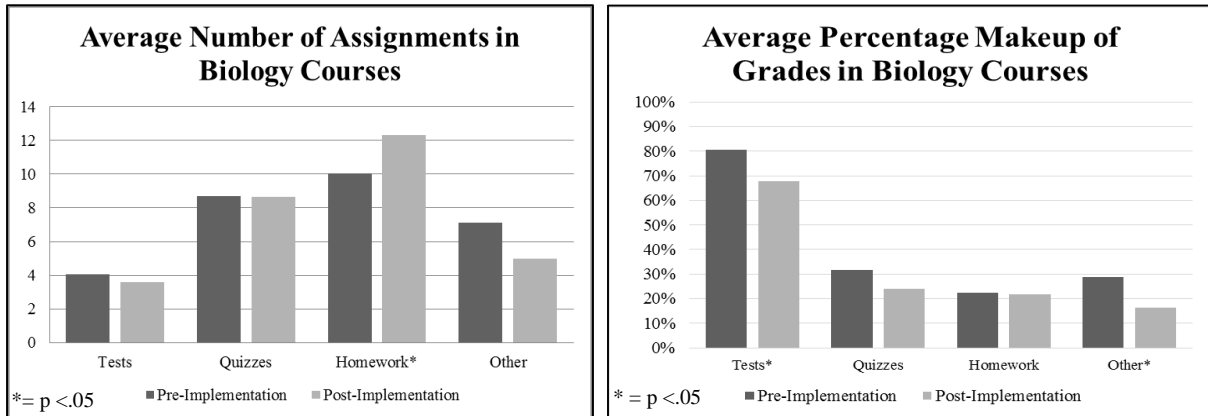 Average Number of Assignments in
Biology Courses
14
12
10
8
6
4
2
0
Tests Quizzes Homework* Other
*= p <.05 Pre-Implementation Post-Implementation
Average Percentage Makeup of
Grades in Biology Courses
100%
90%
80%
70%
60%
50%
40%
30%
20%
10%
0%
Tests* Quizzes Homework Other*
* = p <.05 Pre-Implementation Post-Implementation